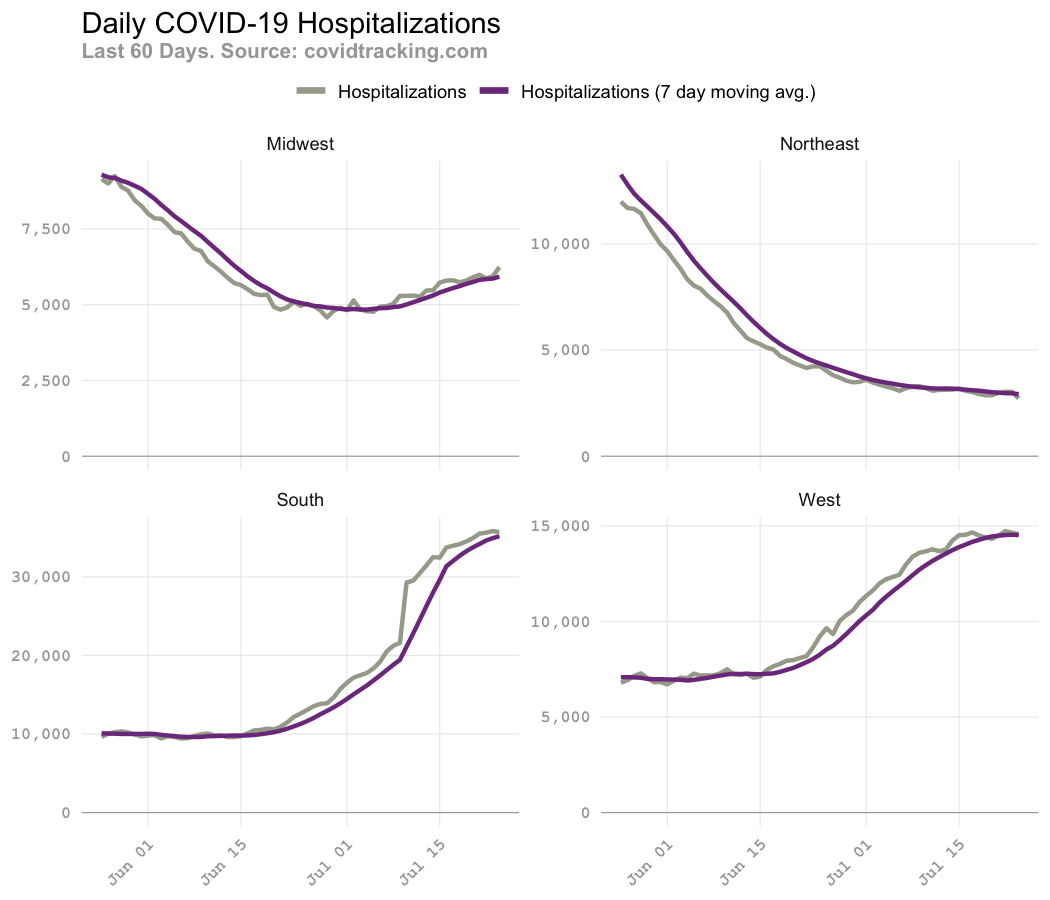 Daily COVID-19 Hospitalizations
Last 60 Days. Source: covidtracking.com
Hospitalizations Hospitalizations (7 day moving avg.)
Midwest
7,500
5,000
2,500
0
Northeast
10,000
5,000
0
South
30,000
20,000
10,000
0
Jun 01
Jun 15
Jul 01
Jul 15
West
15,000
10,000
5,000
0
Jun 01
Jun 15
Jul 01
Jul 15